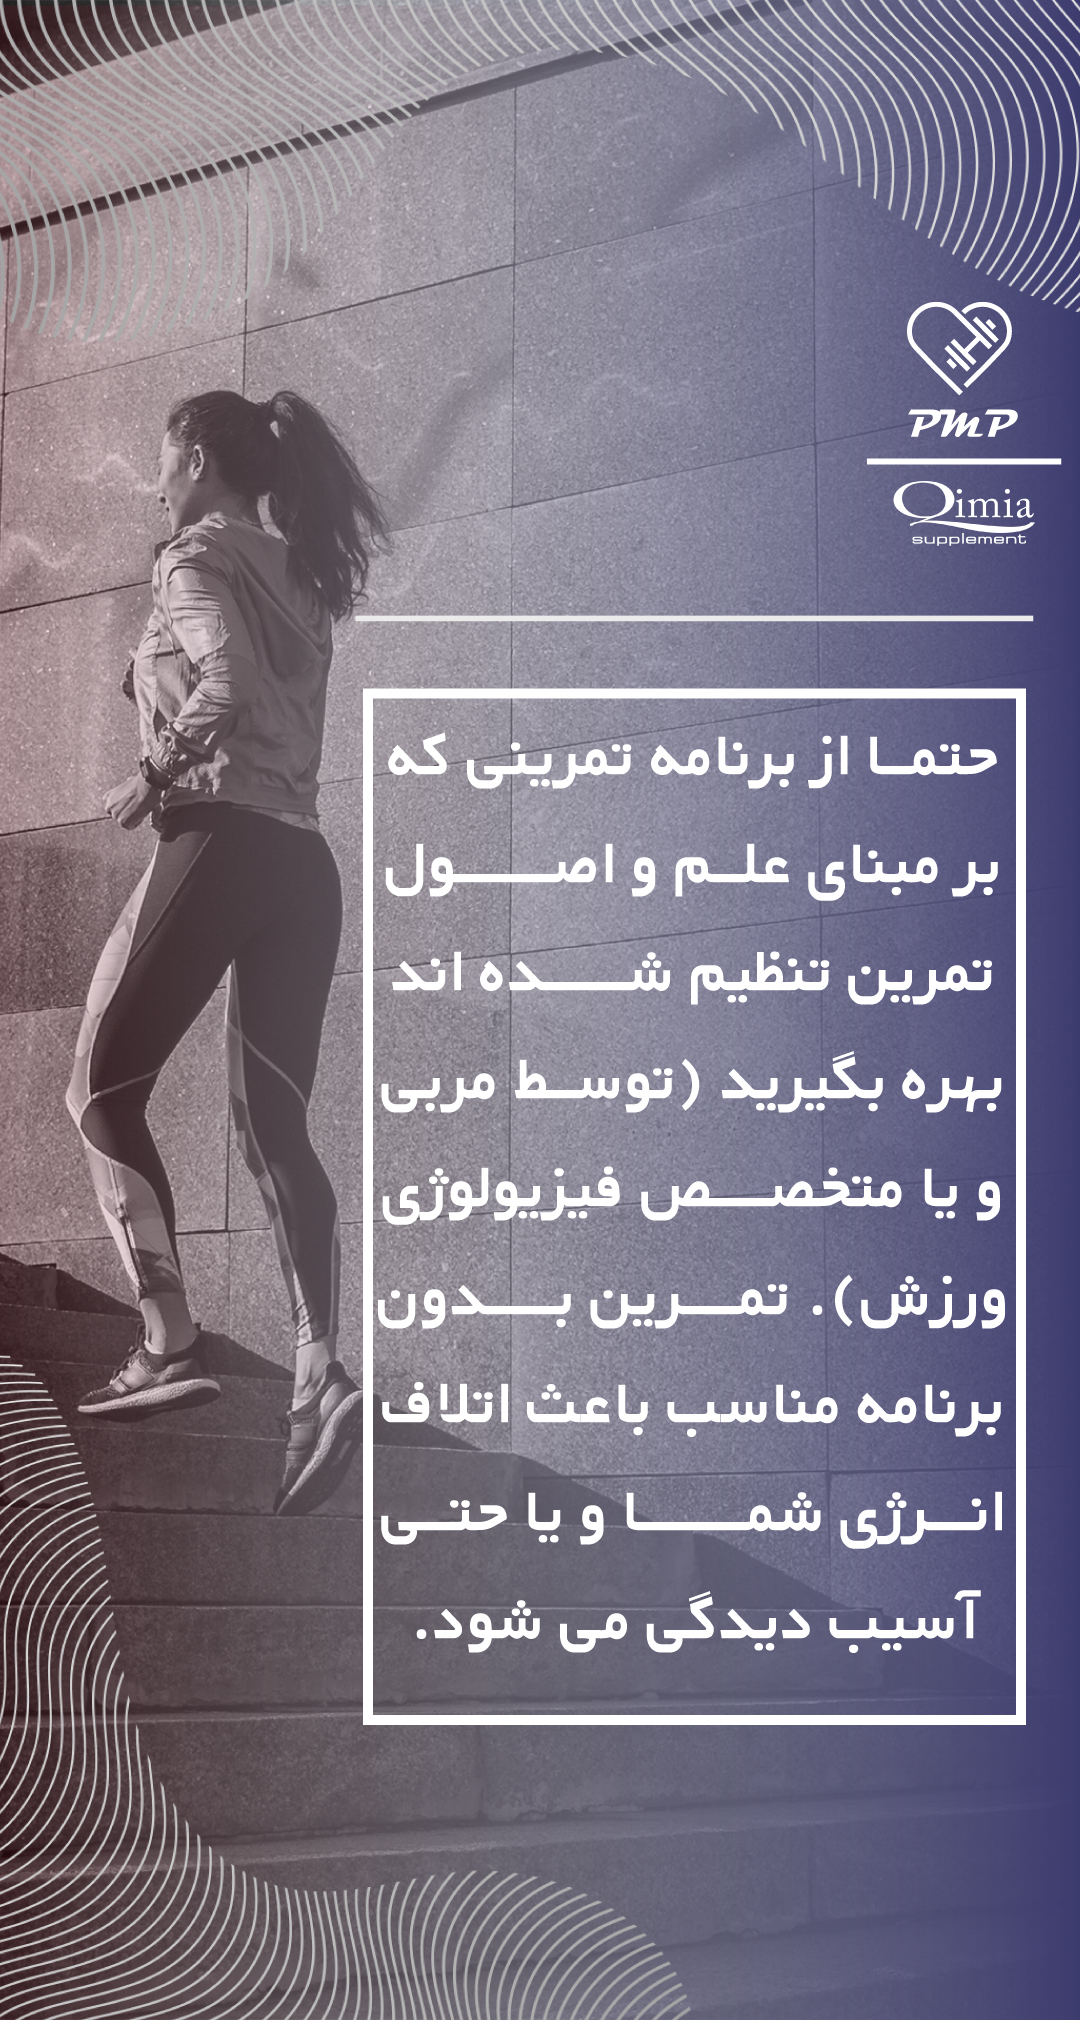 PMP
Qimia
supplement
حتما از برنامه تمرینی که
بر مبنای علم و اصول
تمرین تنظیم شده اند
بهره بگیرید (توسط مربی
و یا متخصص فیزیولوژی
ورزش). تمرین بدون
برنامه مناسب باعث اتلاف
انرژی شما و یا حتی
آسیب دیدگی می شود.